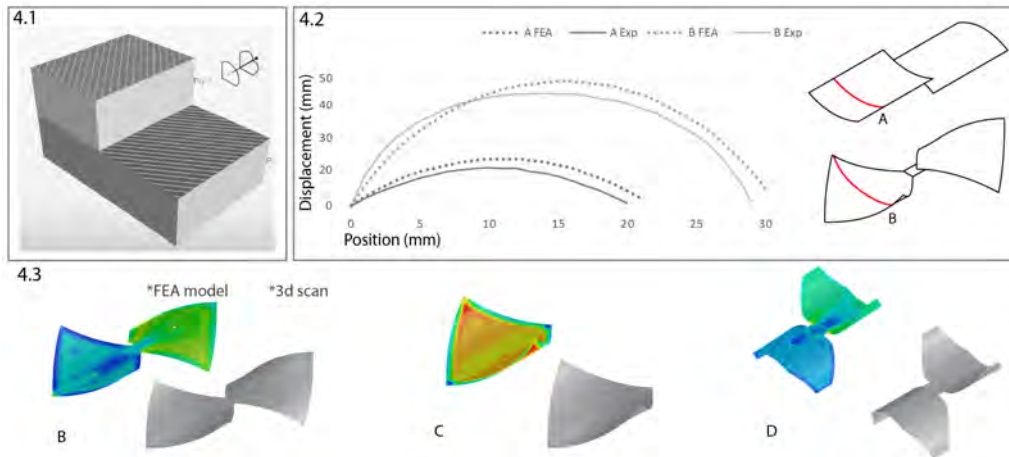 4.1
4.2
A FEA
A Exp
B FEA
B Exp
Displacement (mm)
50
40
30
20
10
0
0
5
10
15
20
25
30
Position (mm)
A
B
4.3
*FEA model
*3d scan
B
C
D